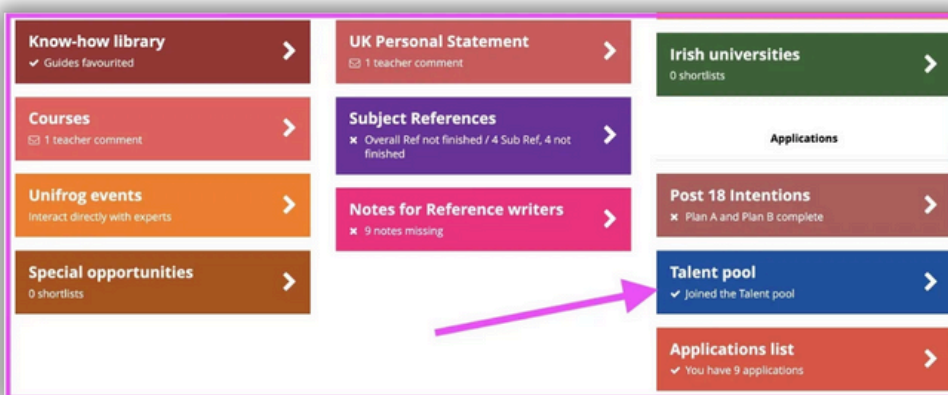 Know-how library
✔ Guides favourited
Courses
1 teacher comment
Unifrog events
Interact directly with experts
Special opportunities
0 shortlists
UK Personal Statement
1 teacher comment
Subject References
✖ Overall Ref not finished / 4 Sub Ref, 4 not
finished
Notes for Reference writers
✖ 9 notes missing
Irish universities
0 shortlists
Applications
Post 18 Intentions
✖ Plan A and Plan B complete
Talent pool
✔ Joined the Talent pool
Applications list
✔ You have 9 applications